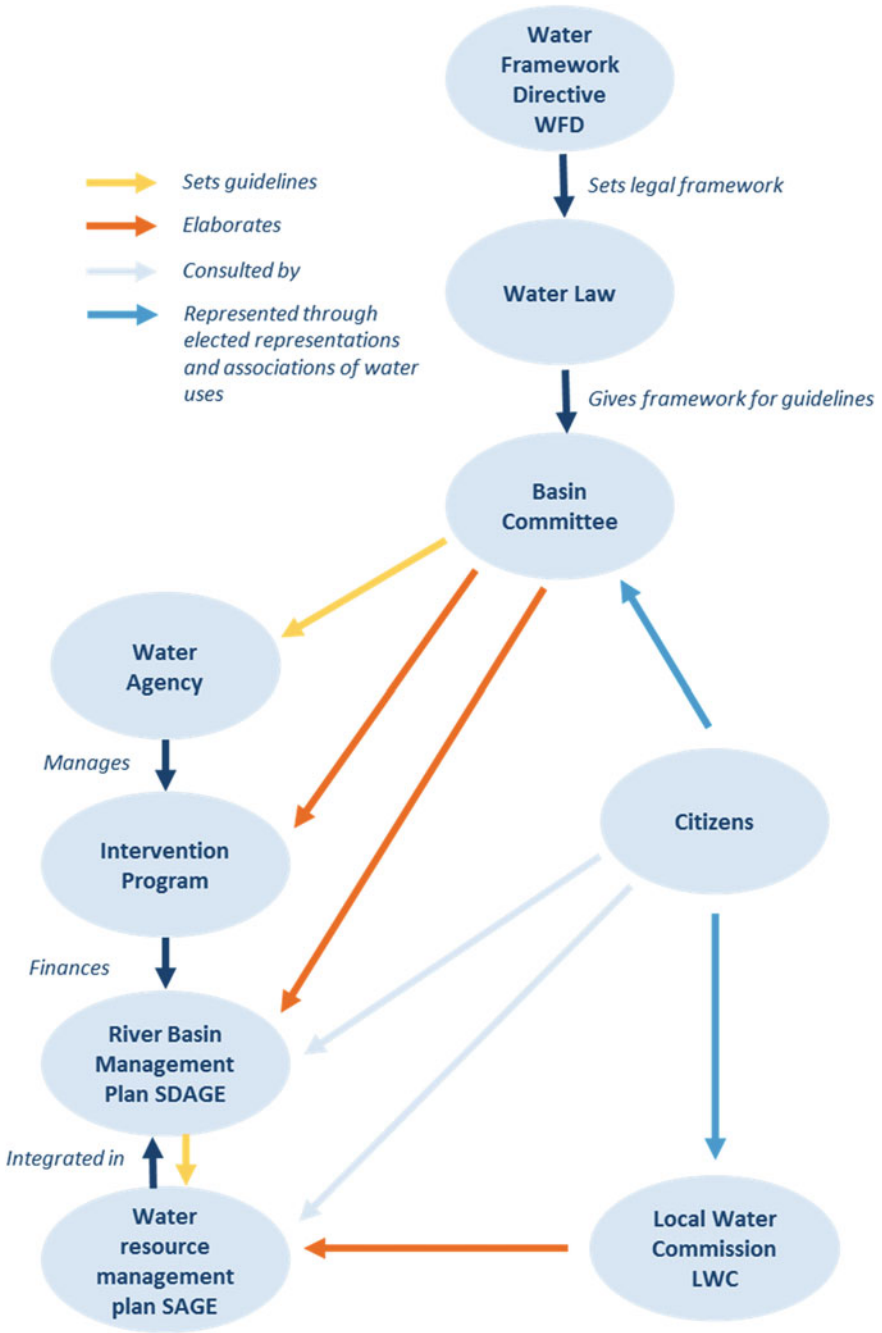 Water
Framework
Directive
WFD
Sets guidelines
Sets legal framework
Elaborates
Consulted by
Represented through
elected representations
and associations of water
uses
Water Law
Gives framework for guidelines
Basin
Committee
Water
Agency
Manages
Citizens
Intervention
Program
Finances
River Basin
Management
Plan SDAGE
Integrated in
Water
resource
management
plan SAGE
Local Water
Commission
LWC